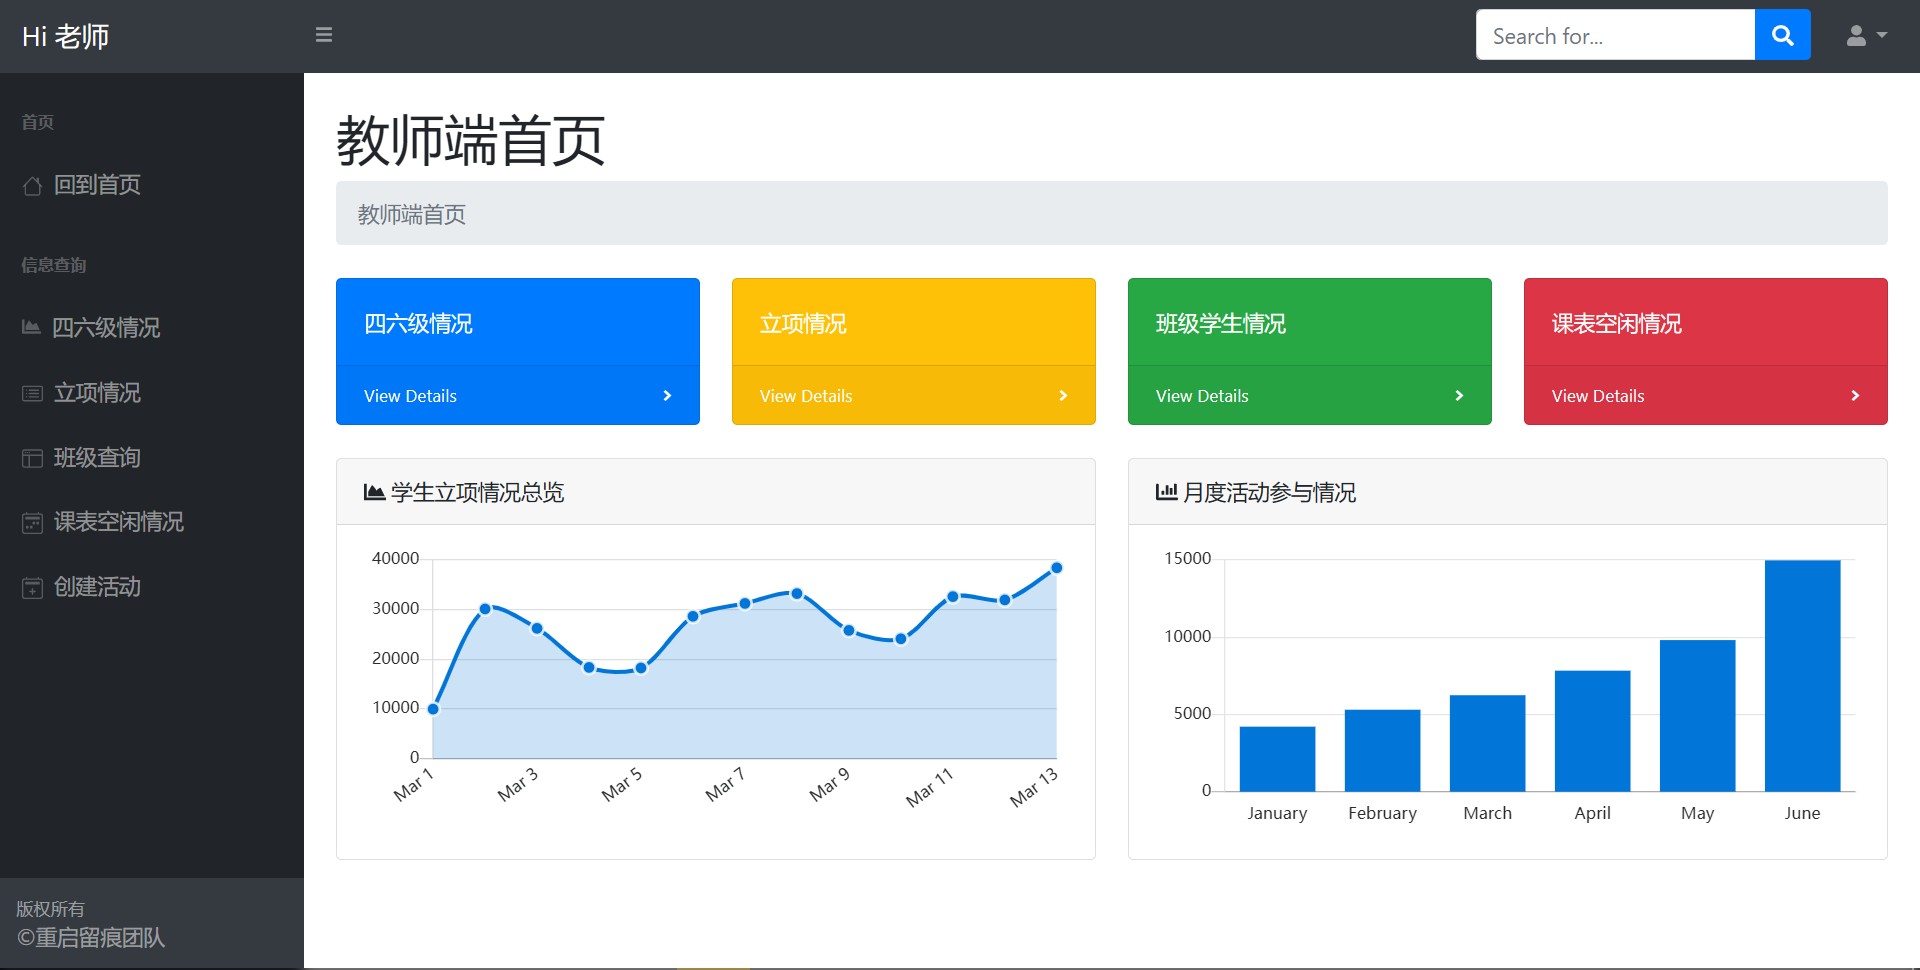 Hi 老师
Search for...
首页
回到首页
信息查询
四六级情况
立项情况
班级查询
课表空闲情况
创建活动
版权所有
©重启留痕团队
教师端首页
教师端首页
四六级情况
View Details
立项情况
View Details
班级学生情况
View Details
课表空闲情况
View Details
学生立项情况总览
40000
30000
20000
10000
0
Mar 1
Mar 3
Mar 5
Mar 7
Mar 9
Mar 11
Mar 13
月度活动参与情况
15000
10000
5000
0
January
February
March
April
May
June